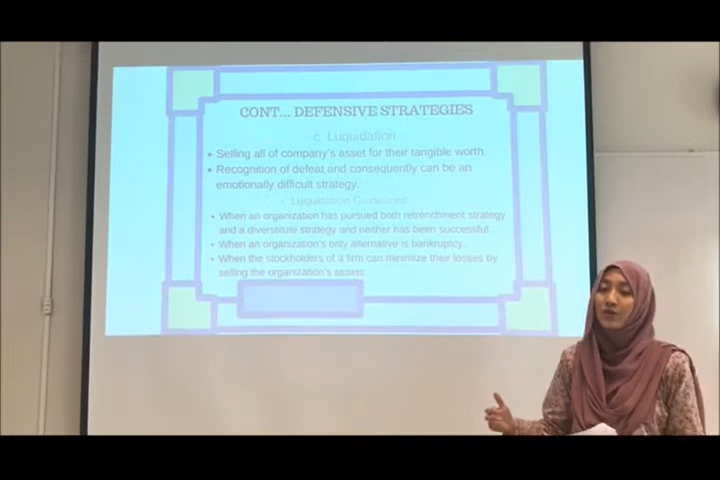 CONT... DEFENSIVE STRATEGIES
- c. Luquidation
• Selling all of company's asset for their tangible worth.
• Recognition of defeat and consequently can be an
emotionally difficult strategy.
Luquidation Guidelines
• When an organization has pursued both retrenchment strategy
and a diverstitute strategy and neither has been successful.
• When an organization's only alternative is bankruptcy.
• When the stockholders of a firm can minimize their losses by
selling the organization's assets.